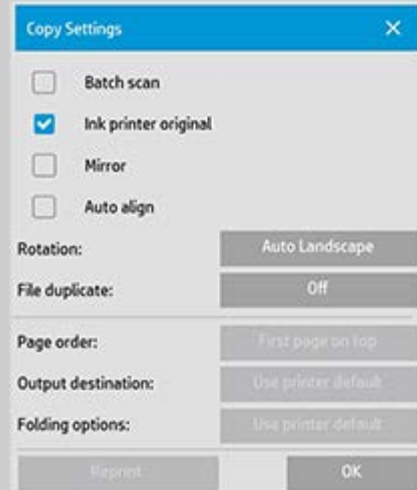 Copy Settings
Batch scan
Ink printer original
Mirror
Auto align
Rotation: Auto Landscape
File duplicate: Off
Page order: First page on top
Output destination: Use printer default
Folding options: Use printer default
Reprint OK